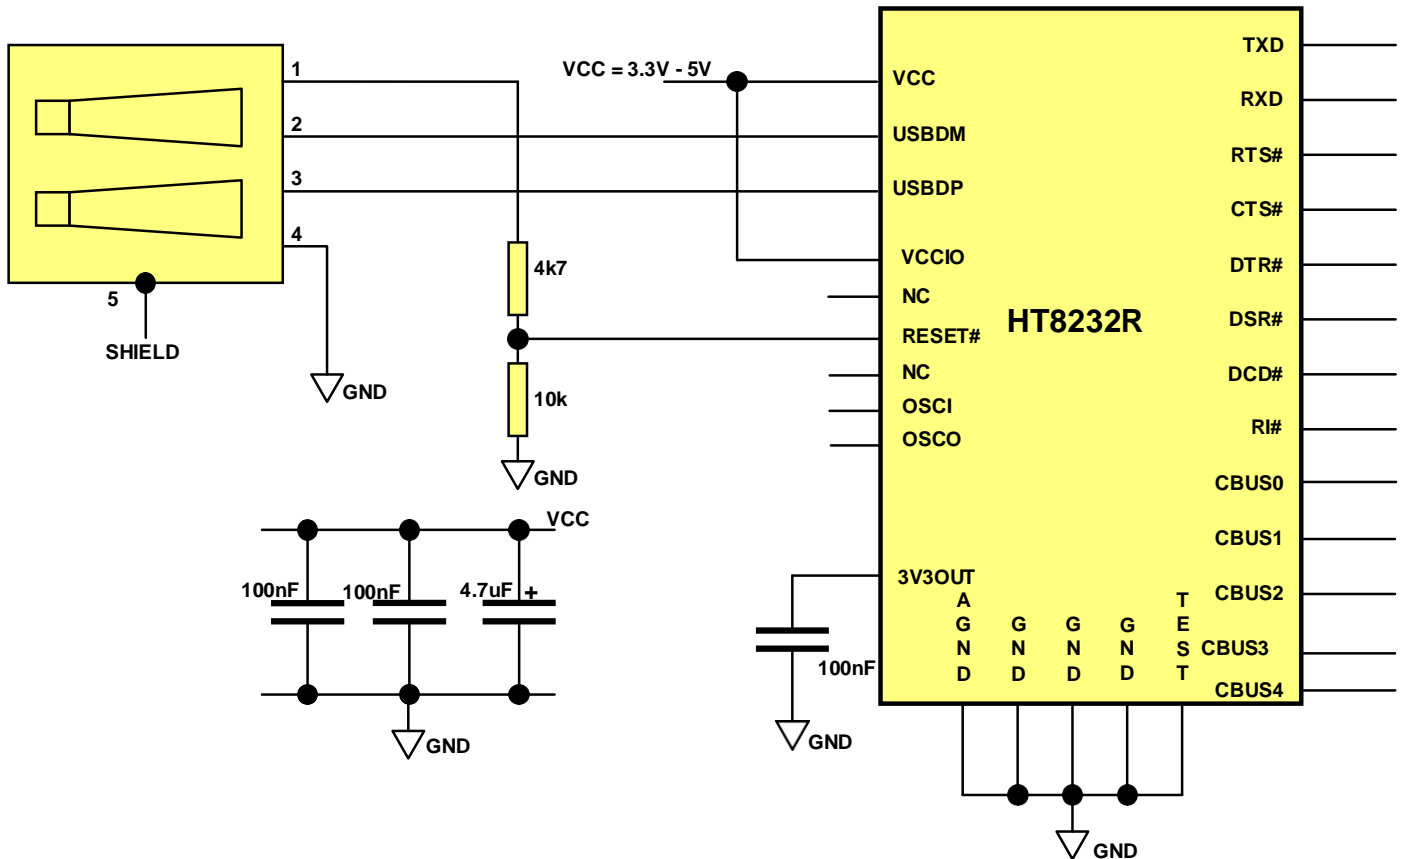 1
2
3
4
5
SHIELD
GND
4k7
10k
GND
VCC = 3.3V - 5V
VCC
USBDM
USBDP
VCCIO
NC
RESET#
NC
OSCI
OSCO
3V3OUT
HT8232R
TXD
RXD
RTS#
CTS#
DTR#
DSR#
DCD#
RI#
CBUS0
CBUS1
CBUS2
CBUS3
CBUS4
AGND
GND
GND
GND
TEST
VCC
100nF
100nF
4.7uF +
GND
100nF
GND
GND